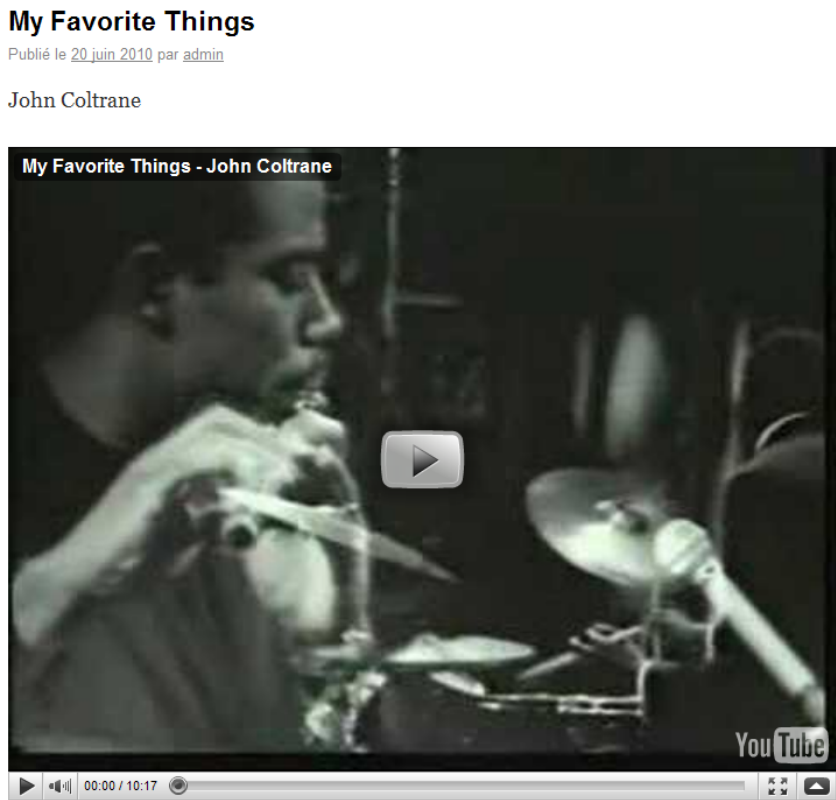 My Favorite Things
Publié le 20 juin 2010 par admin
John Coltrane
My Favorite Things - John Coltrane
YouTube
00:00 / 10:17